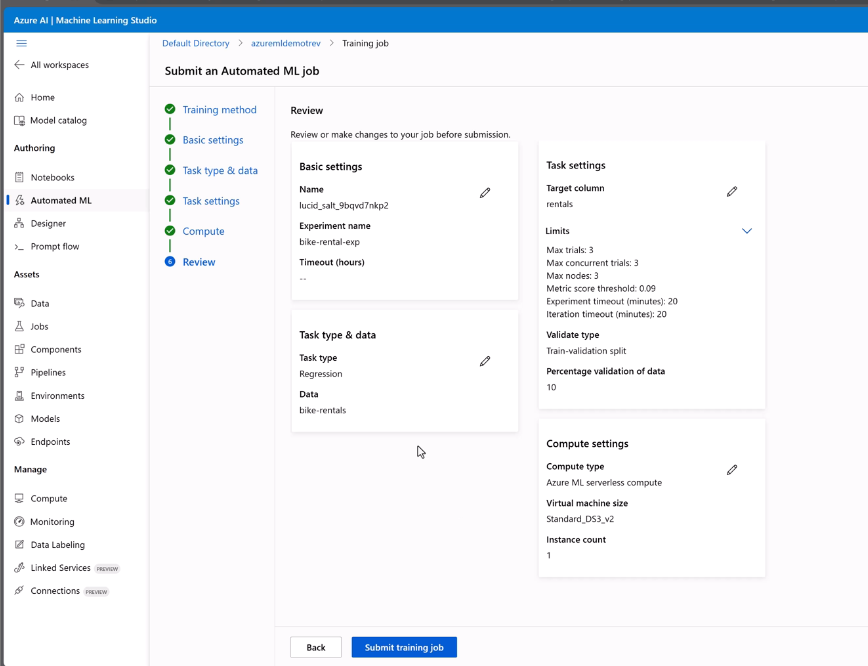 Azure AI | Machine Learning Studio
Default Directory > azuremldemotrev > Training job
All workspaces
Submit an Automated ML job
Home
Model catalog
Authoring
Notebooks
Automated ML
Designer
Prompt flow
Assets
Data
Jobs
Components
Pipelines
Environments
Models
Endpoints
Manage
Compute
Monitoring
Data Labeling
Linked Services PREVIEW
Connections PREVIEW
Training method
Basic settings
Task type & data
Task settings
Compute
6 Review
Review
Review or make changes to your job before submission.
Basic settings
Name
lucid_salt_9bqvd7nkp2
Experiment name
bike-rental-exp
Timeout (hours)
--
Task type & data
Task type
Regression
Data
bike-rentals
Task settings
Target column
rentals
Limits
Max trials: 3
Max concurrent trials: 3
Max nodes: 3
Metric score threshold: 0.09
Experiment timeout (minutes): 20
Iteration timeout (minutes): 20
Validate type
Train-validation split
Percentage validation of data
10
Compute settings
Compute type
Azure ML serverless compute
Virtual machine size
Standard_DS3_v2
Instance count
1
Back
Submit training job